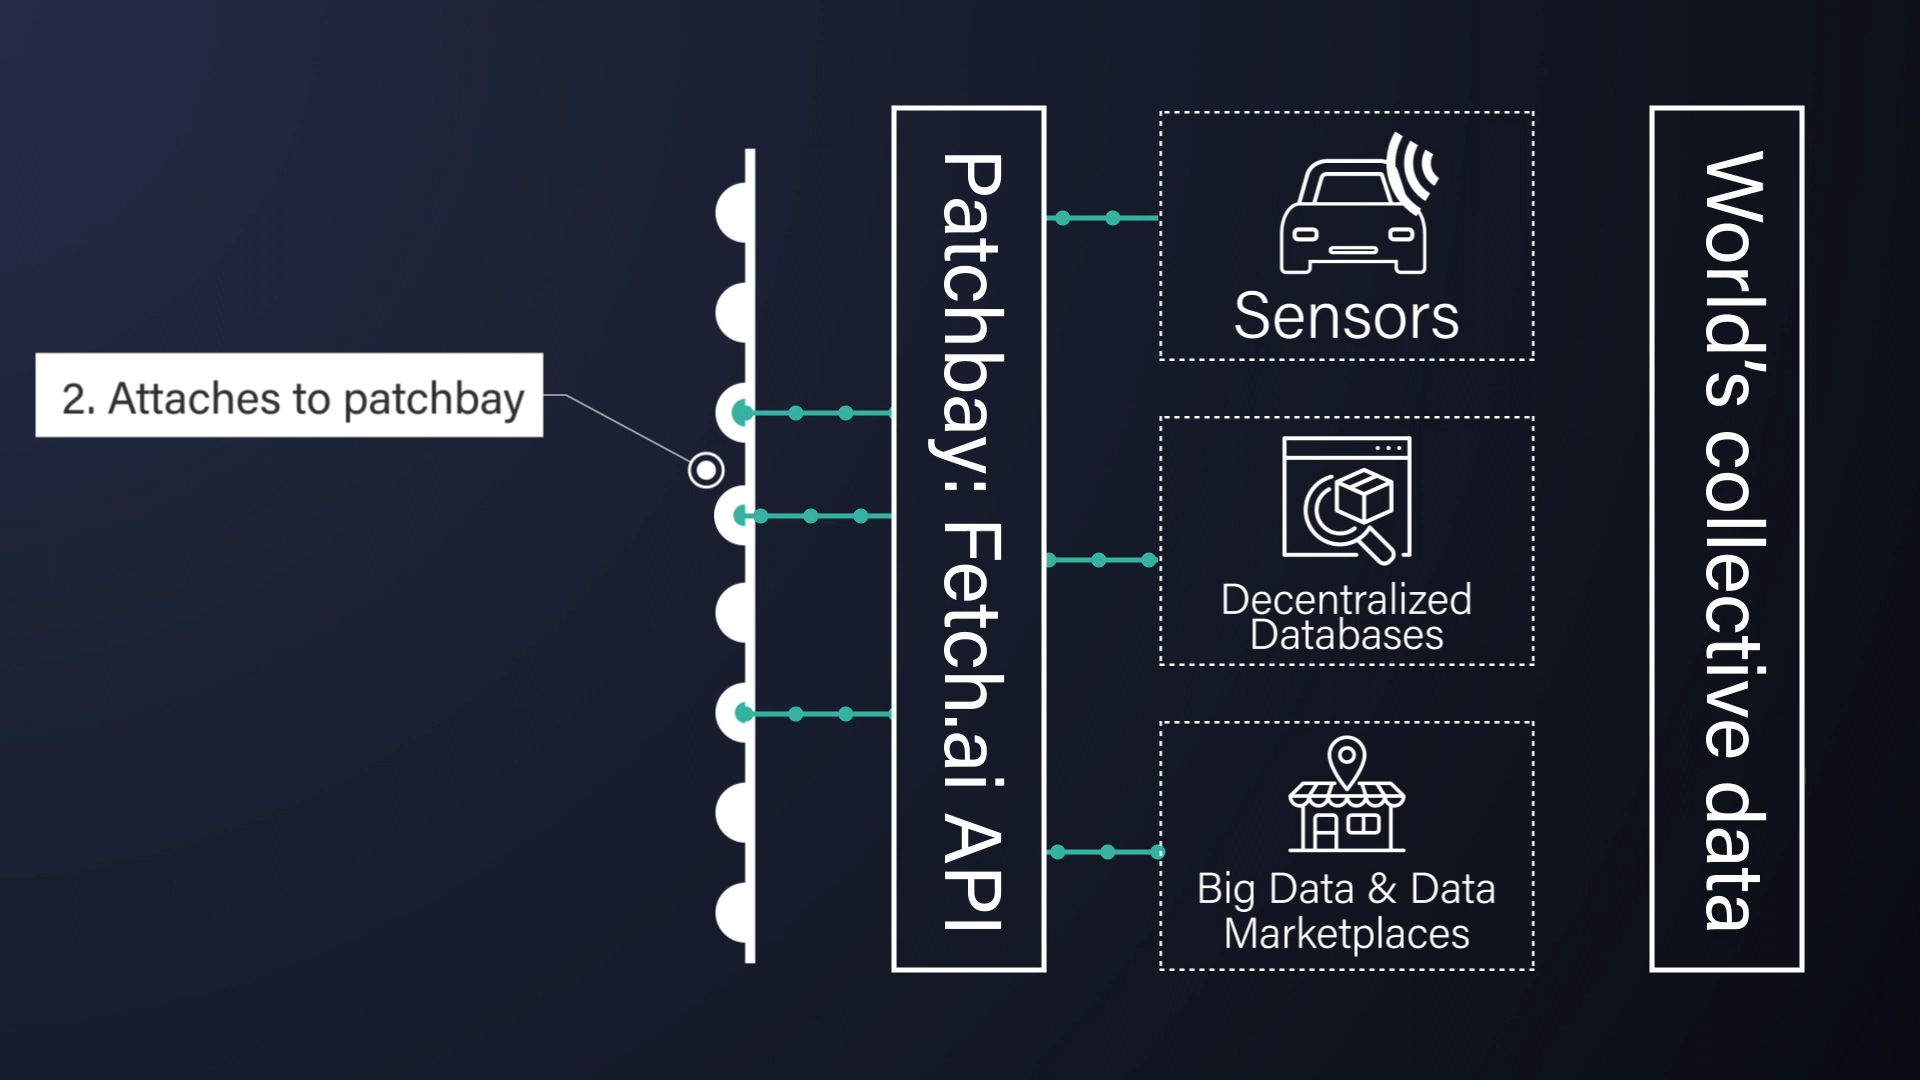 2. Attaches to patchbay
Patchbay: Fetch.ai API
Sensors
Decentralized
Databases
Big Data & Data
Marketplaces
World's collective data